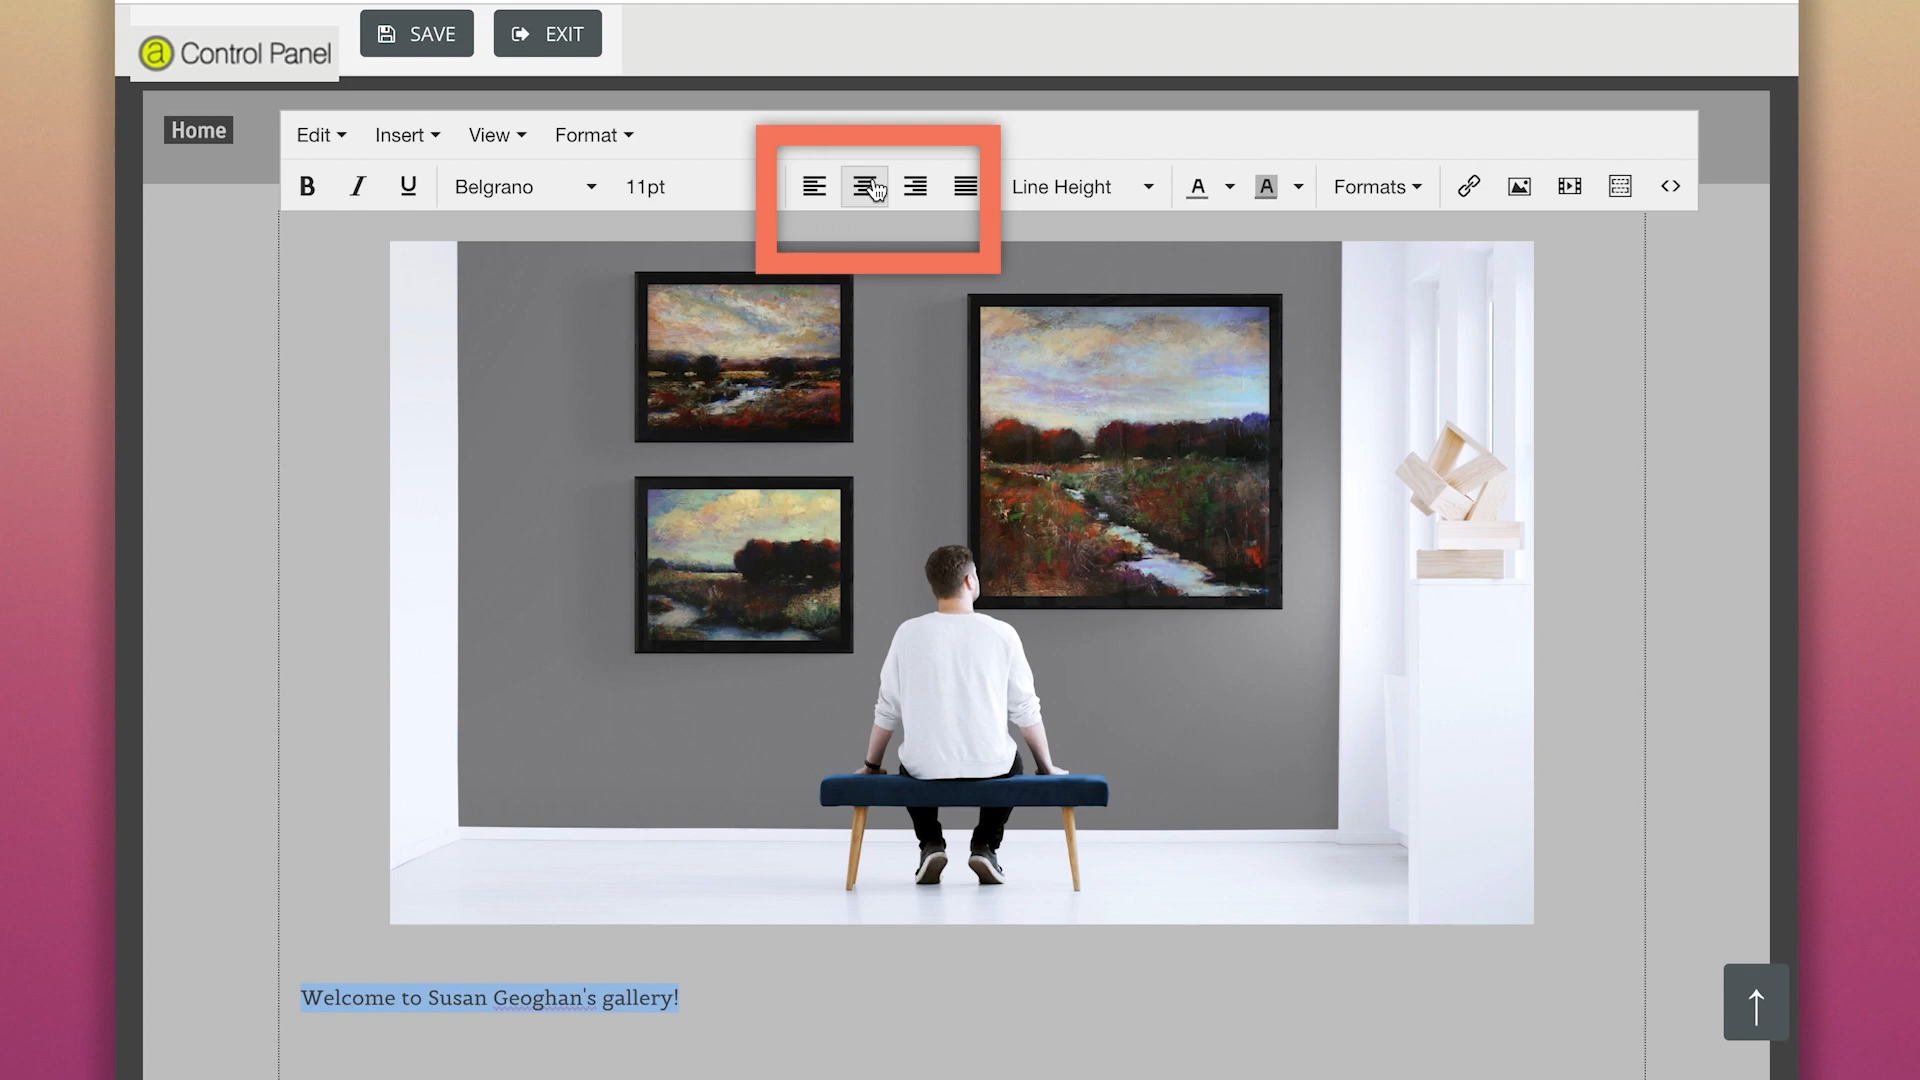 a Control Panel
SAVE
EXIT
Home
Edit
Insert
View
Format
B I U
Belgrano
11pt
Line Height
A
A
Formats
Welcome to Susan Geoghan's gallery!